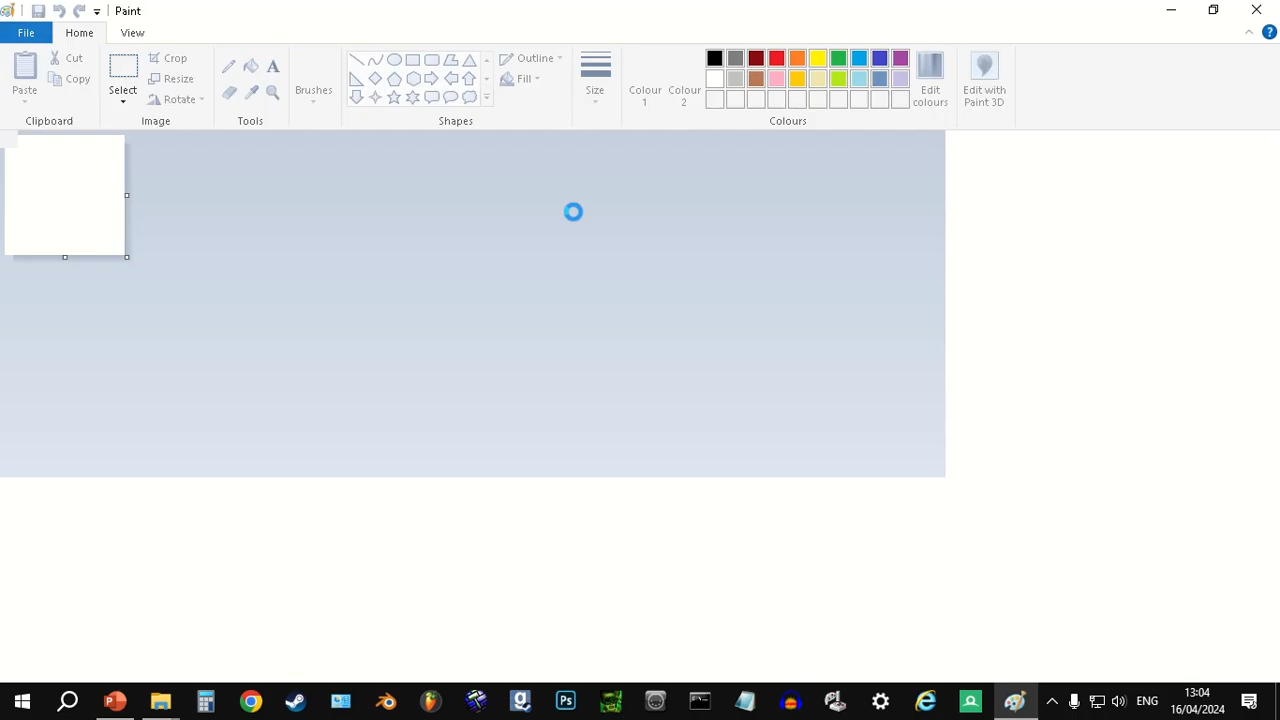 Paint
File Home View
Paste
Cut
Copy
Clipboard
Select
Crop
Resize
Rotate
Image
A
Tools
Brushes
Outline
Fill
Shapes
Size
Colour 1
Colour 2
Edit colours
Colours
Edit with Paint 3D
ENG
13:04
16/04/2024